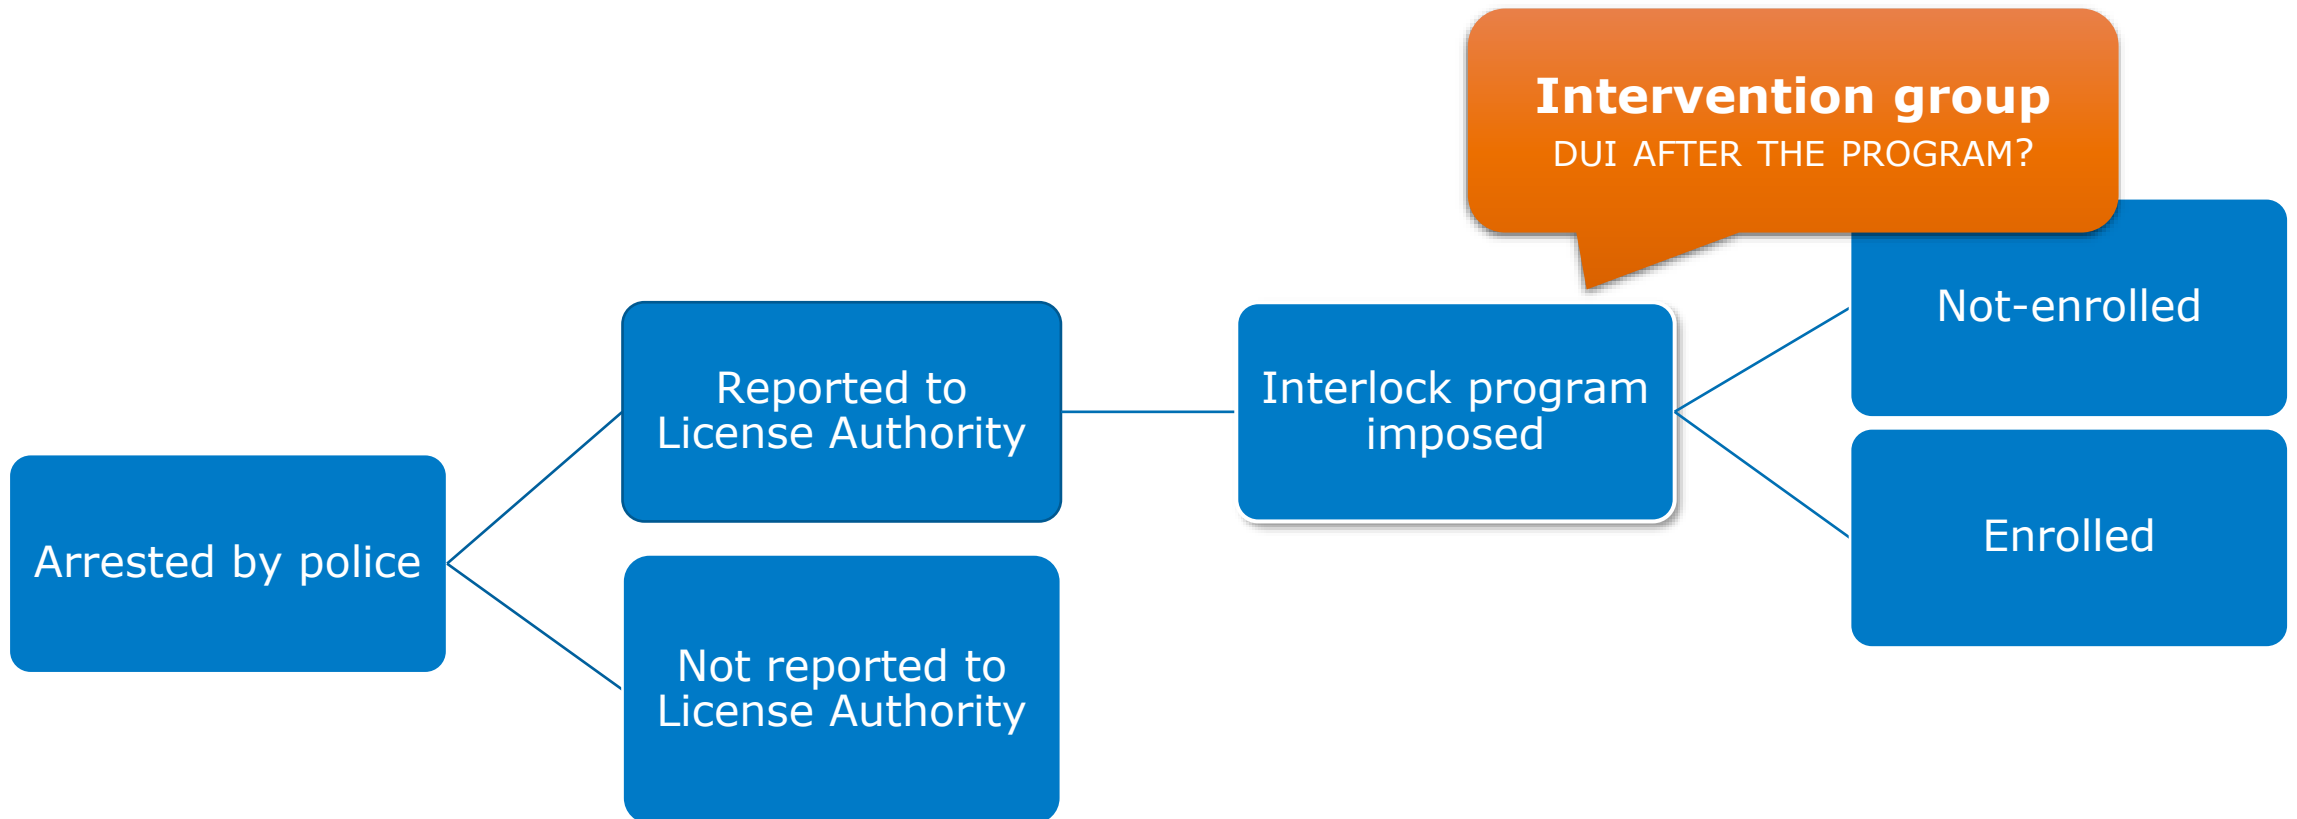 Intervention group
DUI AFTER THE PROGRAM?
Not-enrolled
Reported to
License Authority
Interlock program
imposed
Arrested by police
Enrolled
Not reported to
License Authority